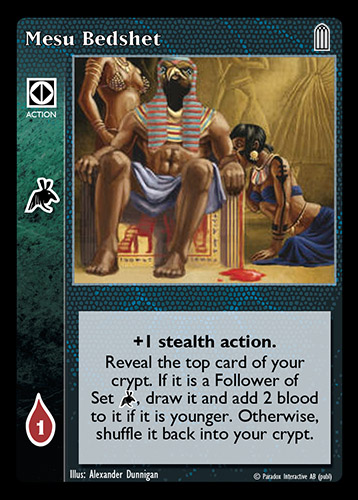 Mesu Bedshet
ACTION
+1 stealth action.
Reveal the top card of your
crypt. If it is a Follower of
Set , draw it and add 2 blood
to it if it is younger. Otherwise,
shuffle it back into your crypt.
1
Illus: Alexander Dunnigan
© Paradox Interactive AB (publ)